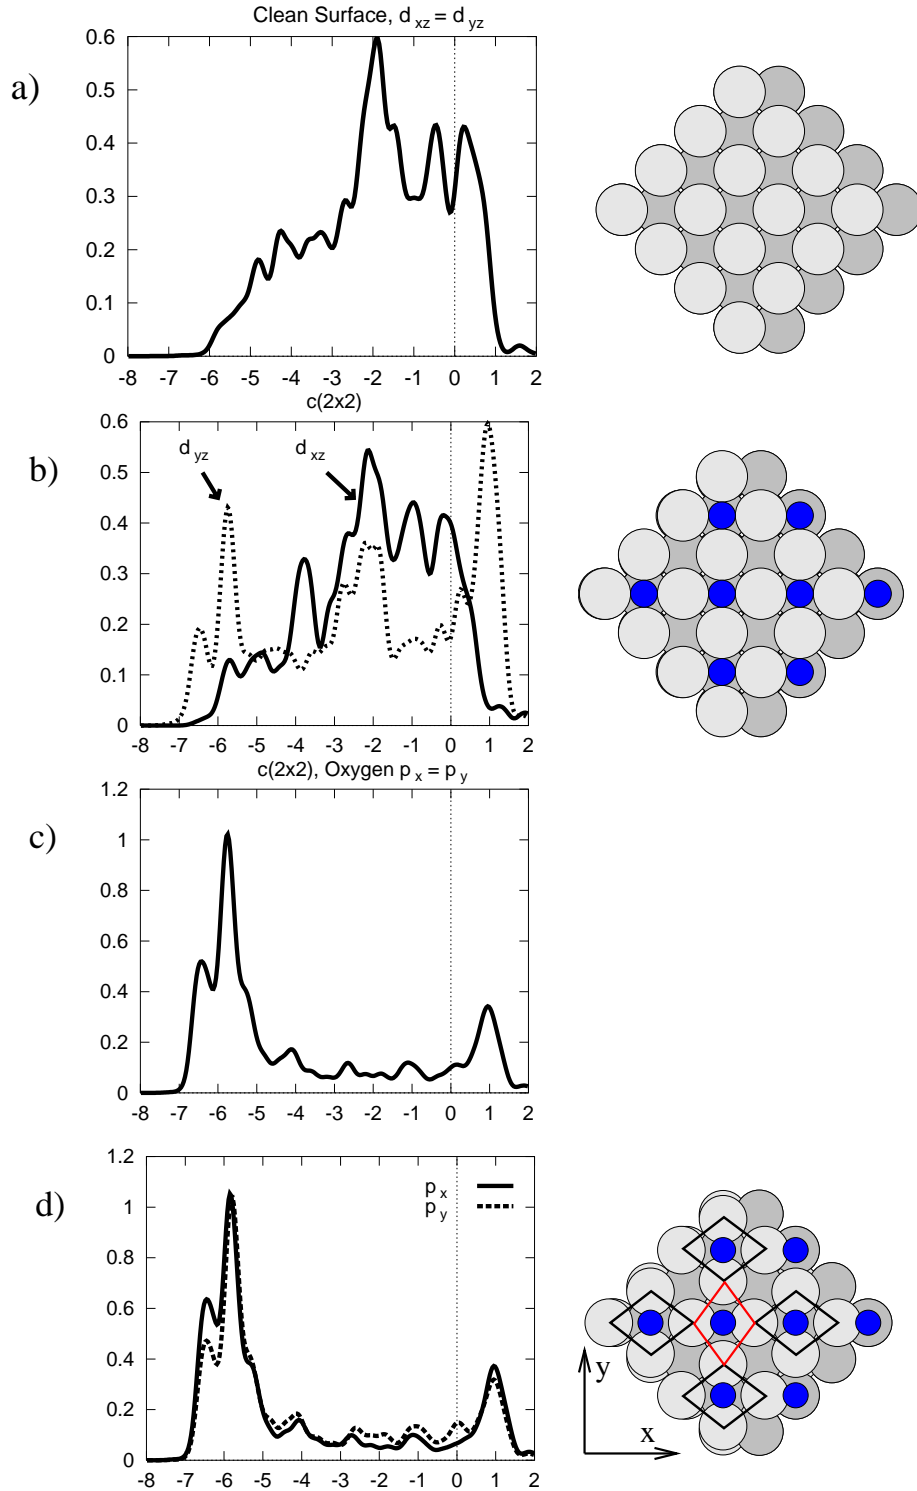 Clean Surface, d xz = d yz
a)
0.6
0.5
0.4
0.3
0.2
0.1
0
-8 -7 -6 -5 -4 -3 -2 -1 0 1 2
c(2x2)
b)
0.6
0.5
0.4
0.3
0.2
0.1
0
d yz
d xz
-8 -7 -6 -5 -4 -3 -2 -1 0 1 2
c(2x2), Oxygen p x = p y
c)
1.2
1
0.8
0.6
0.4
0.2
0
-8 -7 -6 -5 -4 -3 -2 -1 0 1 2
d)
1.2
1
0.8
0.6
0.4
0.2
0
p x
p y
-8 -7 -6 -5 -4 -3 -2 -1 0 1 2
y
x